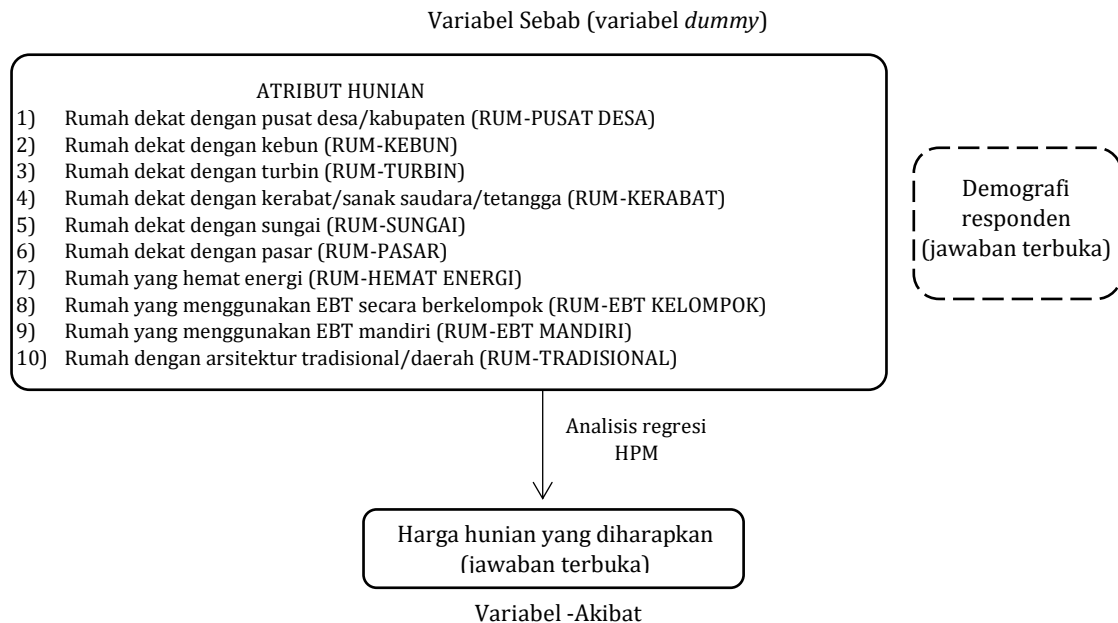 Variabel Sebab (variabel dummy)
ATRIBUT HUNIAN
1) Rumah dekat dengan pusat desa/kabupaten (RUM-PUSAT DESA)
2) Rumah dekat dengan kebun (RUM-KEBUN)
3) Rumah dekat dengan turbin (RUM-TURBIN)
4) Rumah dekat dengan kerabat/sanak saudara/tetangga (RUM-KERABAT)
5) Rumah dekat dengan sungai (RUM-SUNGAI)
6) Rumah dekat dengan pasar (RUM-PASAR)
7) Rumah yang hemat energi (RUM-HEMAT ENERGI)
8) Rumah yang menggunakan EBT secara berkelompok (RUM-EBT KELOMPOK)
9) Rumah yang menggunakan EBT mandiri (RUM-EBT MANDIRI)
10) Rumah dengan arsitektur tradisional/daerah (RUM-TRADISIONAL)
Demografi
responden
(jawaban terbuka)
Analisis regresi
HPM
Harga hunian yang diharapkan
(jawaban terbuka)
Variabel -Akibat